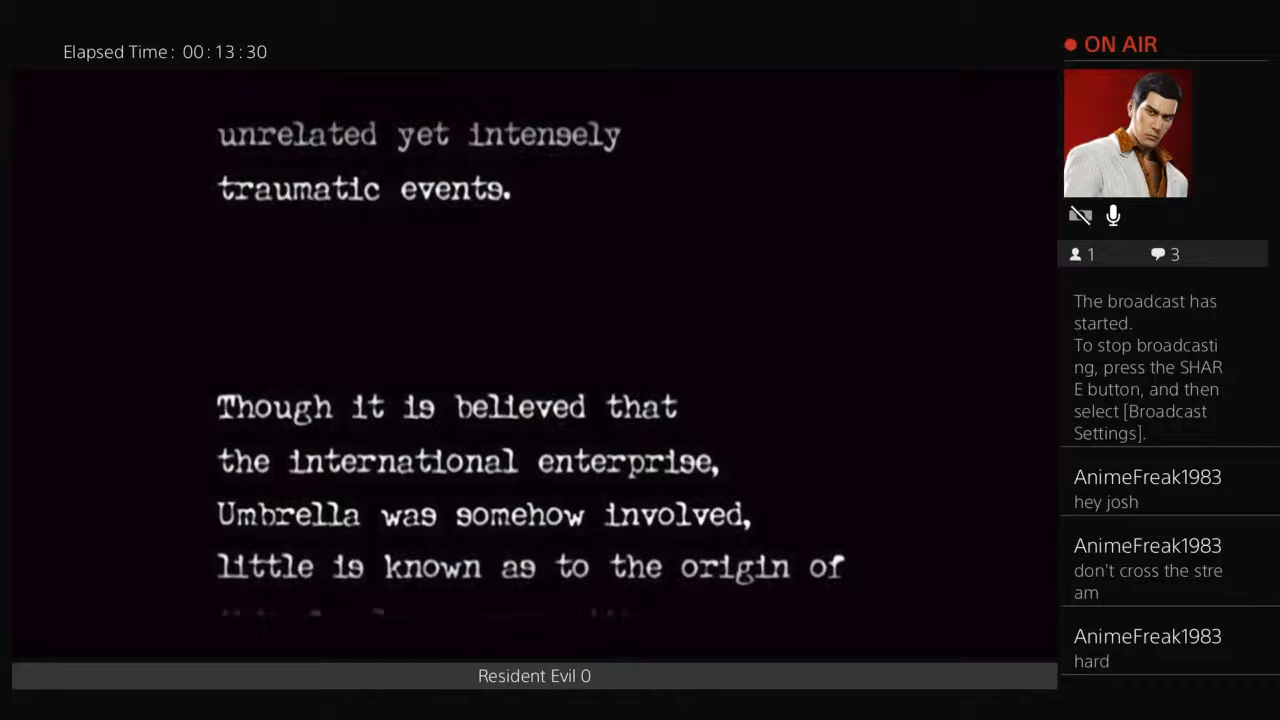 Elapsed Time: 00:13:30
ON AIR
unrelated yet intensely
traumatic events.
Though it is believed that
the international enterprise,
Umbrella was somehow involved,
little is known as to the origin of
Resident Evil 0
1 3
The broadcast has
started.
To stop broadcasti
ng, press the SHAR
E button, and then
select [Broadcast
Settings].
AnimeFreak1983
hey josh
AnimeFreak1983
don't cross the stre
am
AnimeFreak1983
hard